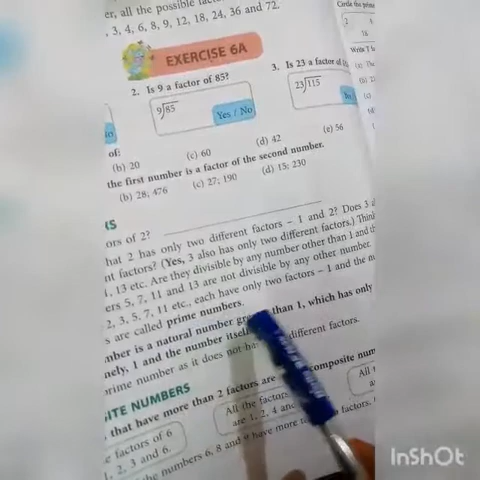 er, all the possible fac
, 3, 4, 6, 8, 9, 12, 18, 24, 36 and 72.
EXERCISE 6A
2. Is 9 a factor of 85?
9)85
Yes / No
3. Is 23 a factor of
23)115
Yes
of:
(b) 20 (c) 60 (d) 42 (e) 56
the first number is a factor of the second number.
(b) 28; 476 (c) 27; 190 (d) 15; 230
ors of 2?
hat 2 has only two different factors – 1 and 2? Does 3
nt factors? (Yes, 3 also has only two different factors.) Think
, 13 etc. Are they divisible by any number other than 1 and
ers 5, 7, 11 and 13 are not divisible by any other number
2, 3, 5, 7, 11 etc., each have only two factors – 1 and the
s are called prime numbers.
mber is a natural number than 1, which has only
nely, 1 and the number itself
prime number as it does not different factors.
ITE NUMBERS
that have more than 2 factors are composite num
e factors of 6
, 2, 3 and 6.
All the factors
are 1, 2, 4 and
All
the numbers 6, 8 and 9 have more factors,
Circle the prime
Write T
InShOt